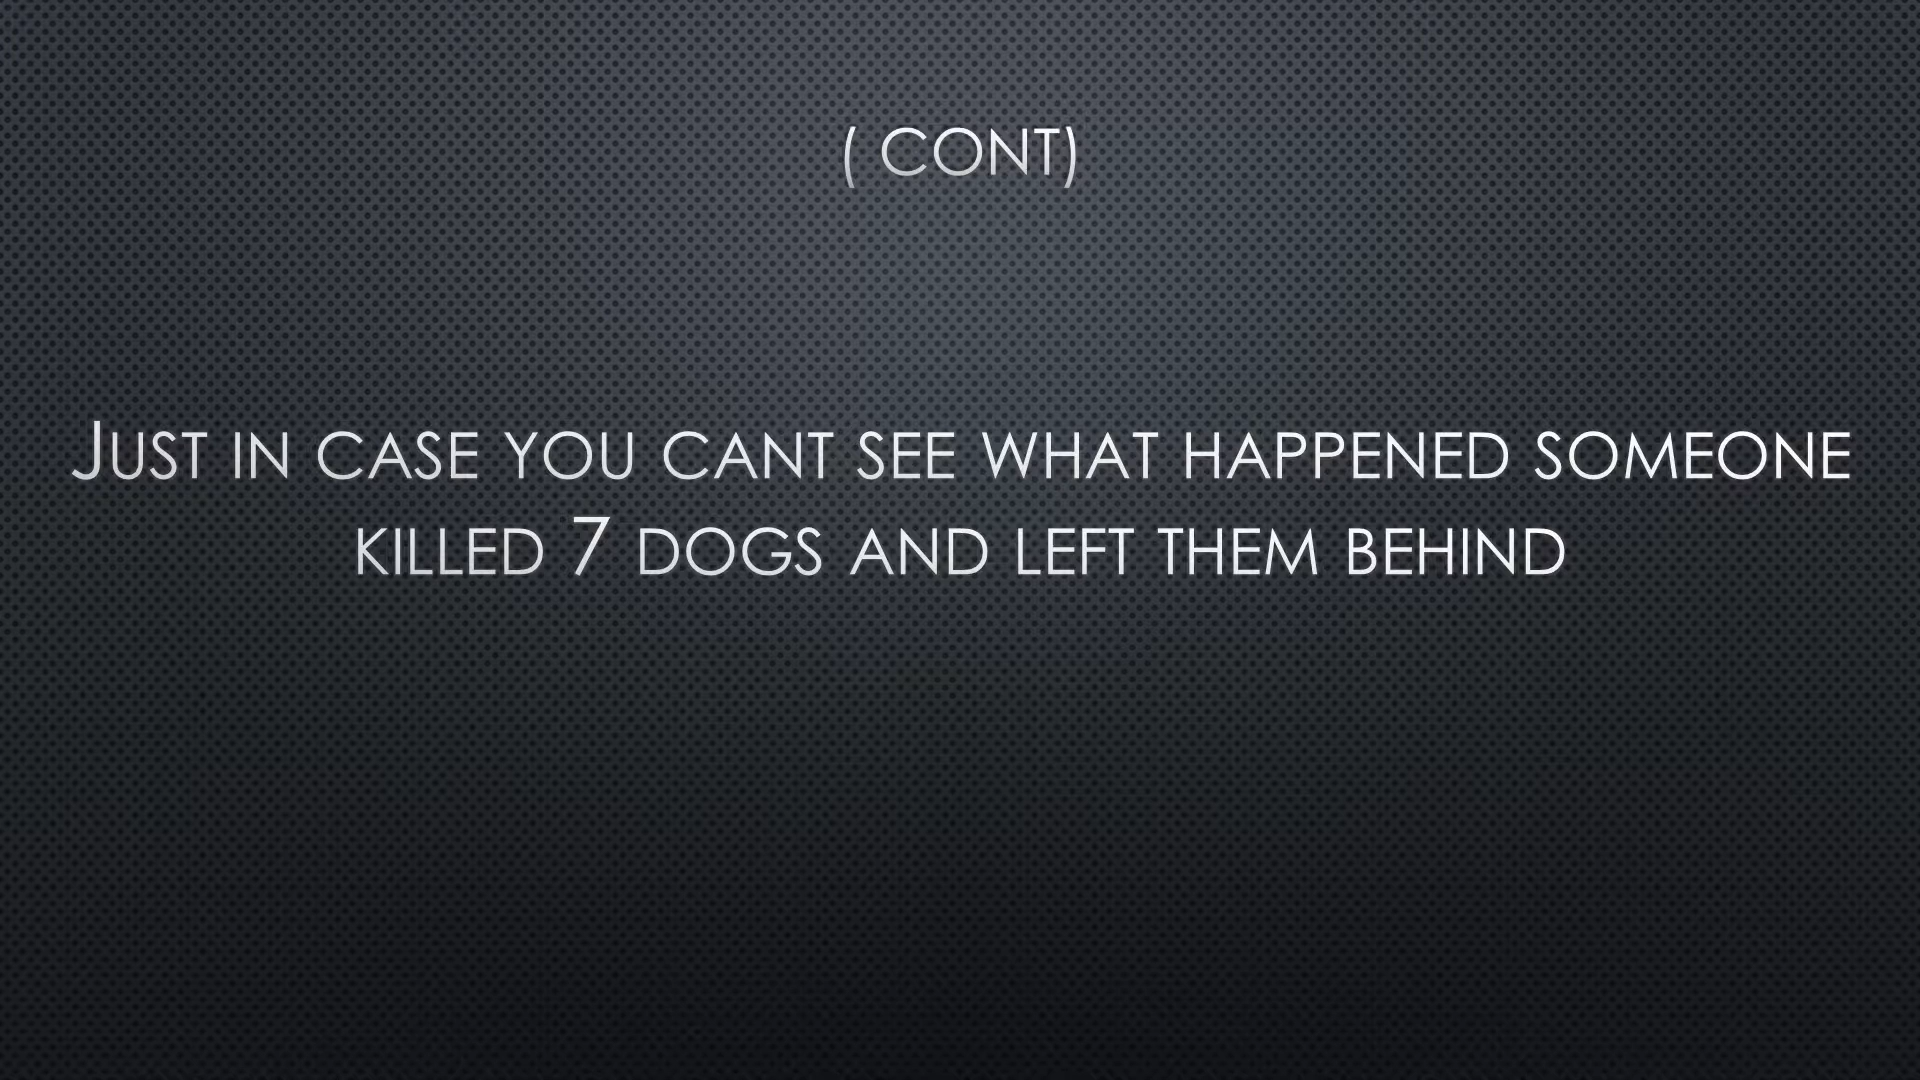 ( CONT)
JUST IN CASE YOU CANT SEE WHAT HAPPENED SOMEONE
KILLED 7 DOGS AND LEFT THEM BEHIND